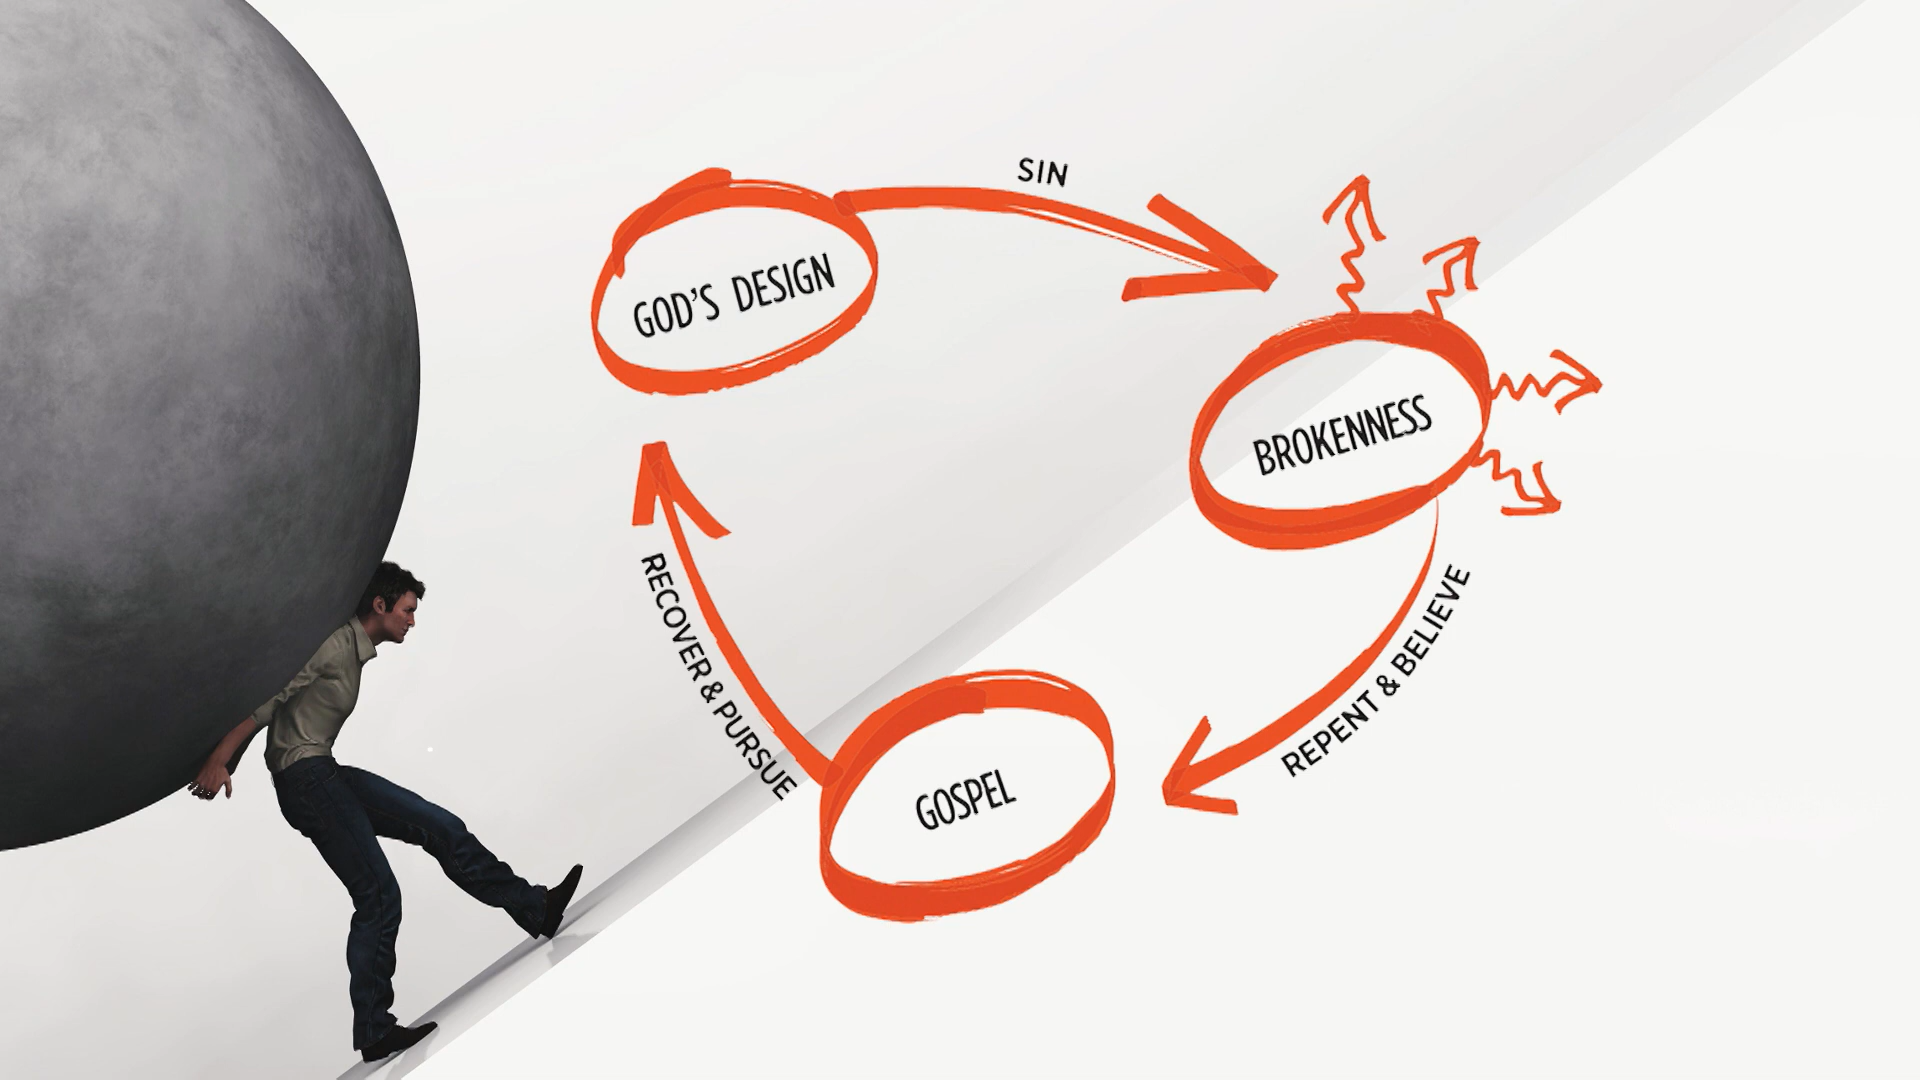 SIN
GOD'S DESIGN
BROKENNESS
REPENT & BELIEVE
GOSPEL
RECOVER & PURSUE